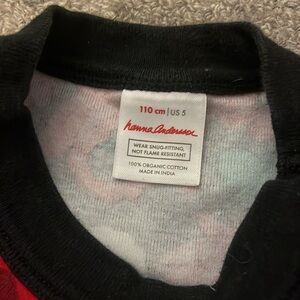 110 cm | US 5
hanna andersson
WEAR SNUG-FITTING,
NOT FLAME RESISTANT
100% ORGANIC COTTON
MADE IN INDIA